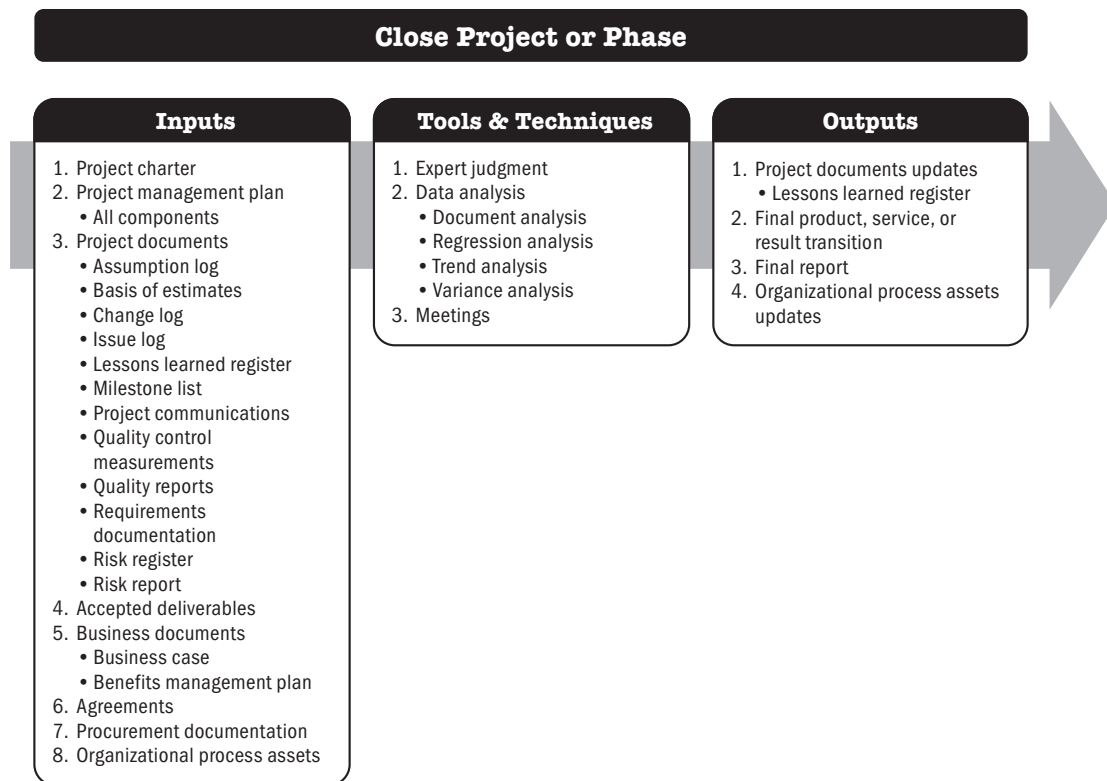 Close Project or Phase
Inputs
1. Project charter
2. Project management plan
• All components
3. Project documents
• Assumption log
• Basis of estimates
• Change log
• Issue log
• Lessons learned register
• Milestone list
• Project communications
• Quality control
measurements
• Quality reports
• Requirements
documentation
• Risk register
• Risk report
4. Accepted deliverables
5. Business documents
• Business case
• Benefits management plan
6. Agreements
7. Procurement documentation
8. Organizational process assets
Tools & Techniques
1. Expert judgment
2. Data analysis
• Document analysis
• Regression analysis
• Trend analysis
• Variance analysis
3. Meetings
Outputs
1. Project documents updates
• Lessons learned register
2. Final product, service, or
result transition
3. Final report
4. Organizational process assets
updates